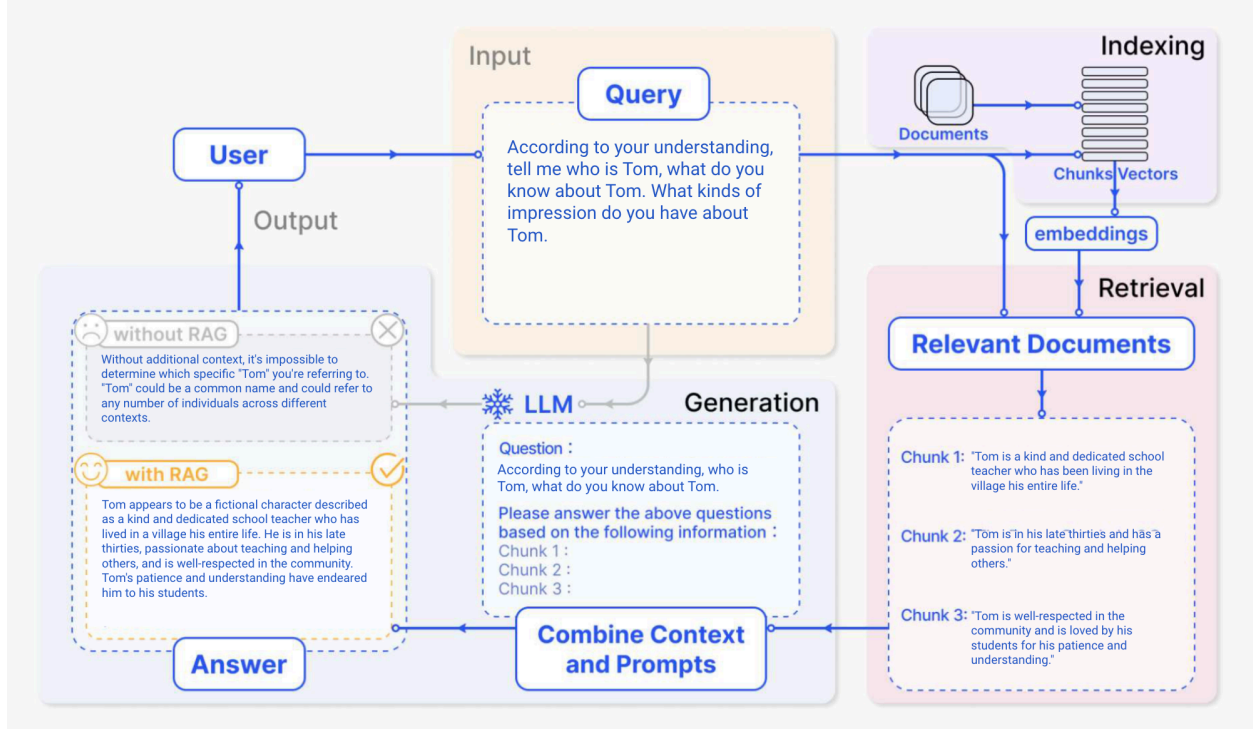 Input
Query
According to your understanding,
tell me who is Tom, what do you
know about Tom. What kinds of
impression do you have about
Tom.
Indexing
Documents
Chunks Vectors
embeddings
User
Output
Retrieval
Relevant Documents
Chunk 1: "Tom is a kind and dedicated school
teacher who has been living in the
village his entire life."
Chunk 2: "Tom is in his late thirties and has a
passion for teaching and helping
others."
Chunk 3: "Tom is well-respected in the
community and is loved by his
students for his patience and
understanding."
Generation
LLM
Question :
According to your understanding, who is
Tom, what do you know about Tom.
Please answer the above questions
based on the following information :
Chunk 1 :
Chunk 2 :
Chunk 3 :
Combine Context
and Prompts
without RAG
Without additional context, it's impossible to
determine which specific "Tom" you're referring to.
"Tom" could be a common name and could refer to
any number of individuals across different
contexts.
with RAG
Tom appears to be a fictional character described
as a kind and dedicated school teacher who has
lived in a village his entire life. He is in his late
thirties, passionate about teaching and helping
others, and is well-respected in the community.
Tom's patience and understanding have endeared
him to his students.
Answer